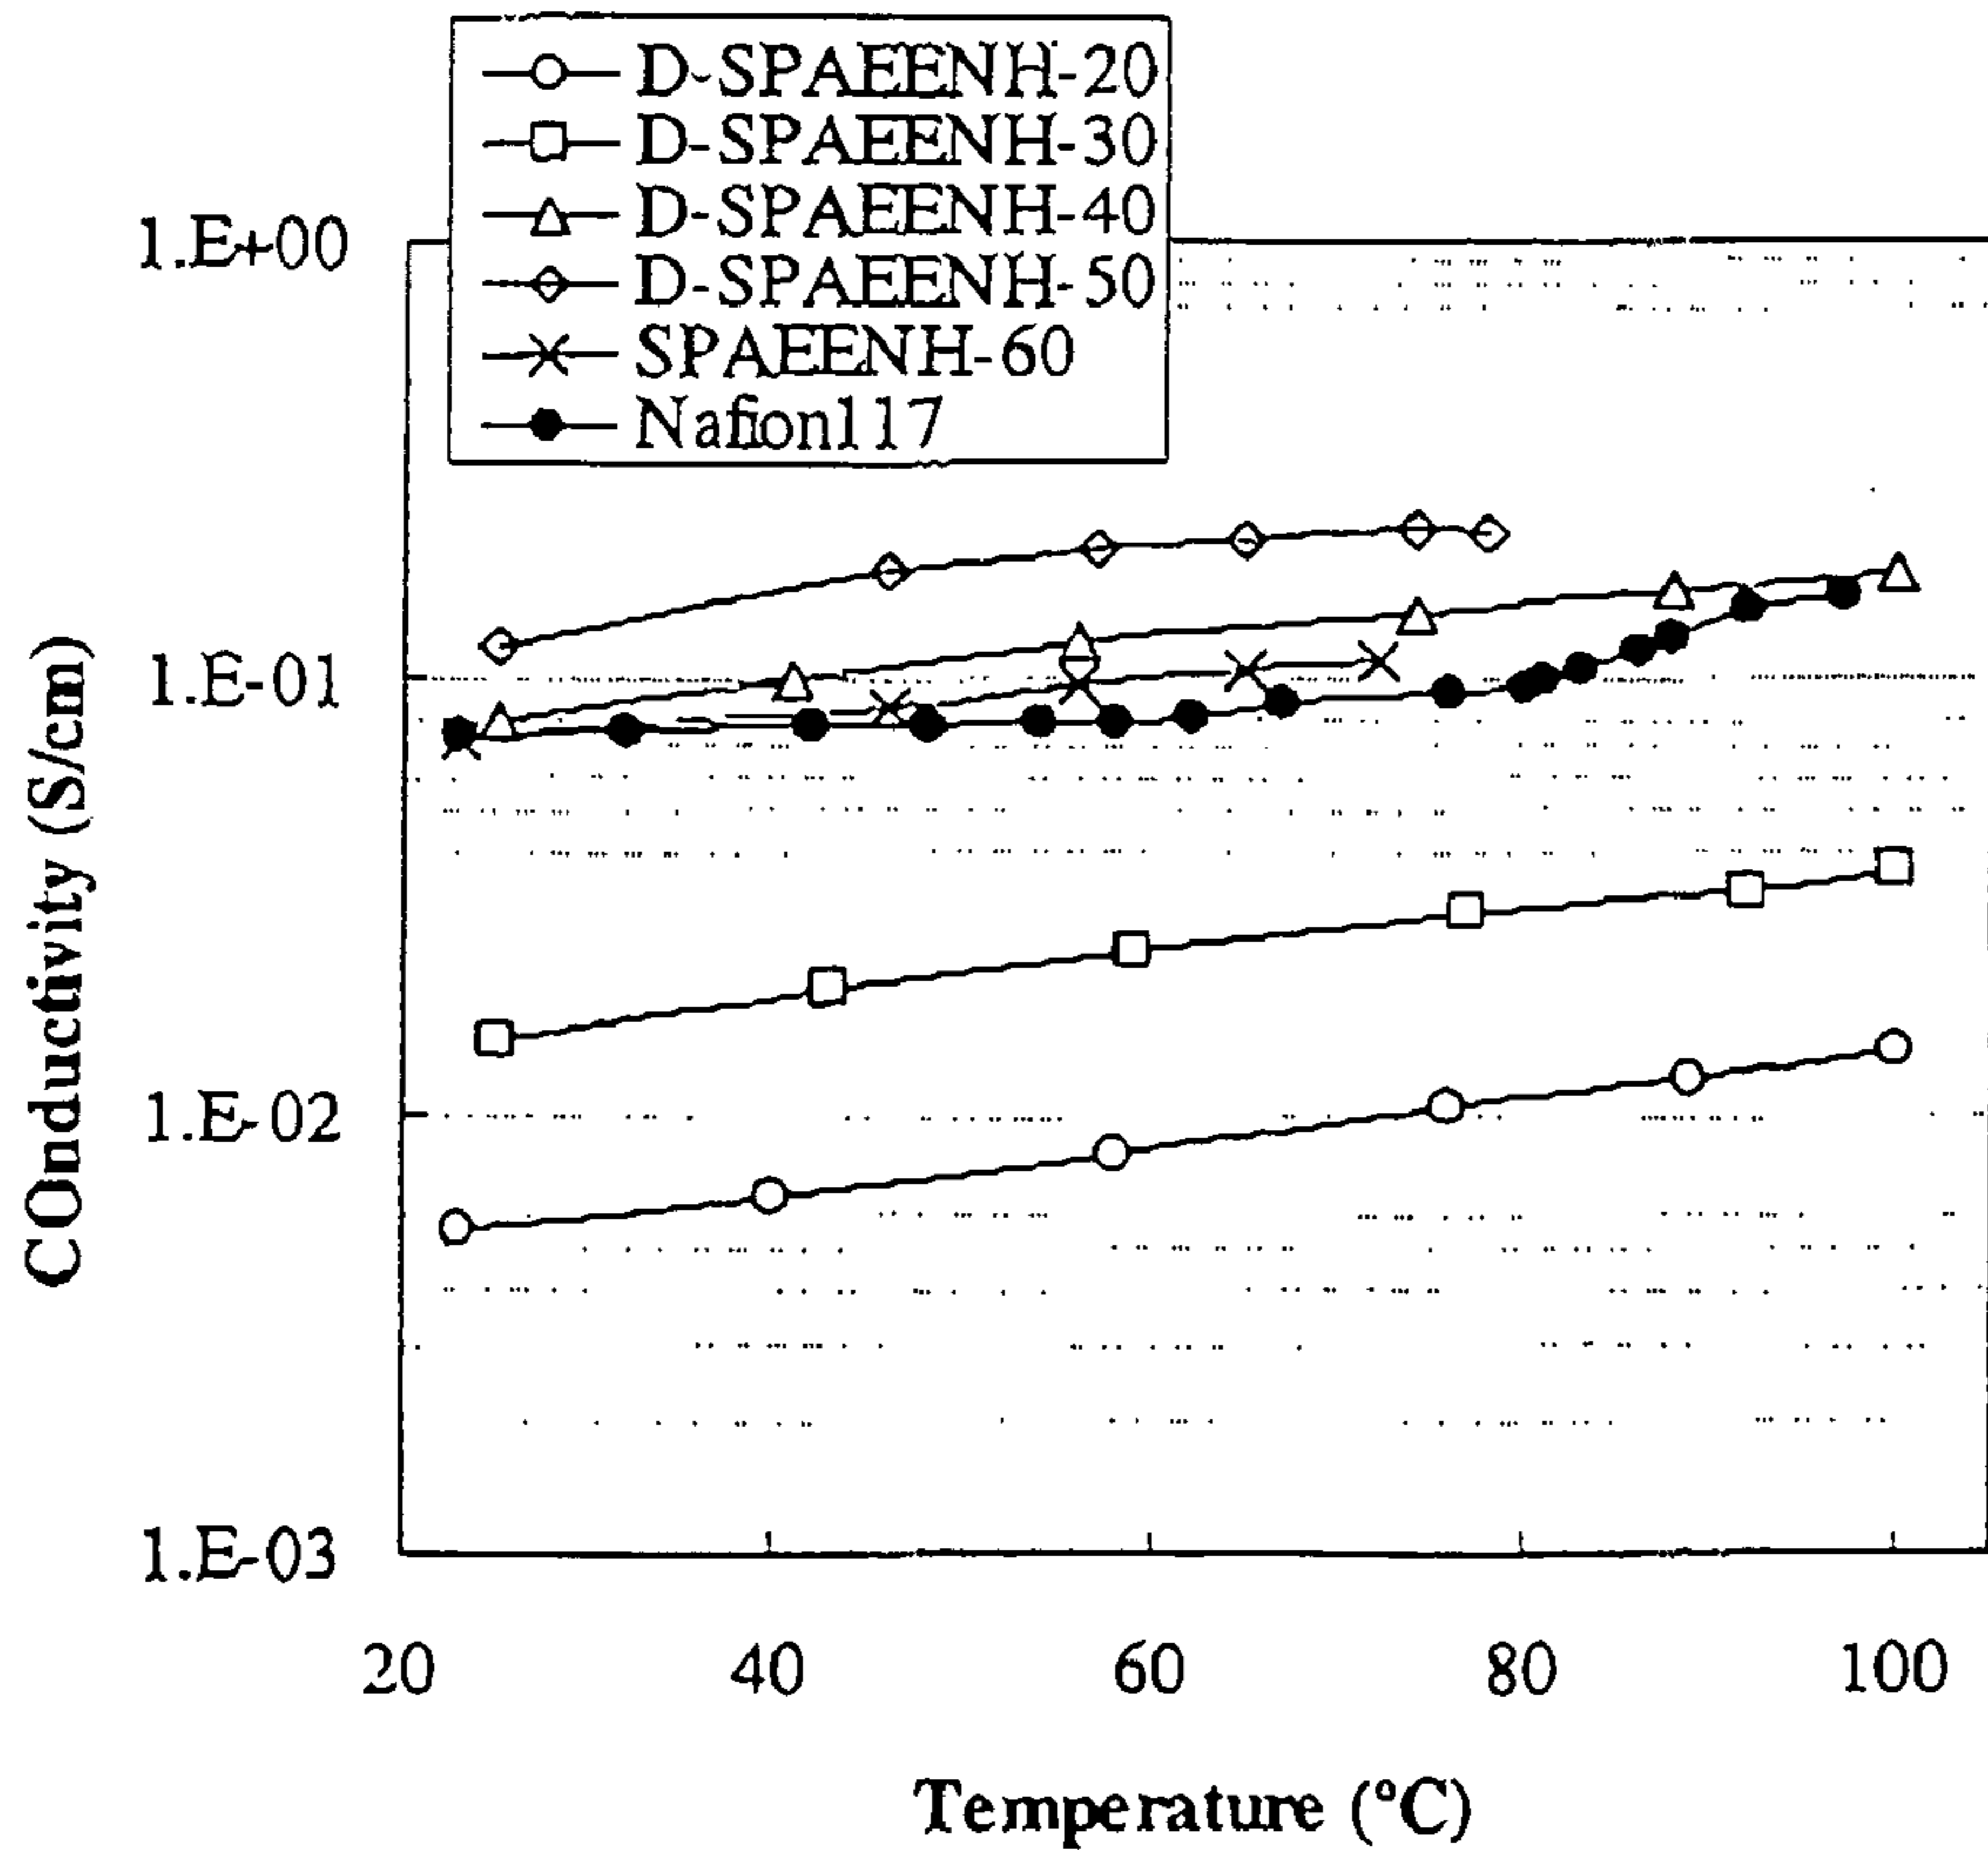 D-SPAEENH-20
D-SPAEENH-30
D-SPAEENH-40
D-SPAEENH-50
SPAEENH-60
Nafion117
1.E+00
1.E-01
1.E-02
1.E-03
COnductivity (S/cm)
20 40 60 80 100
Temperature (°C)